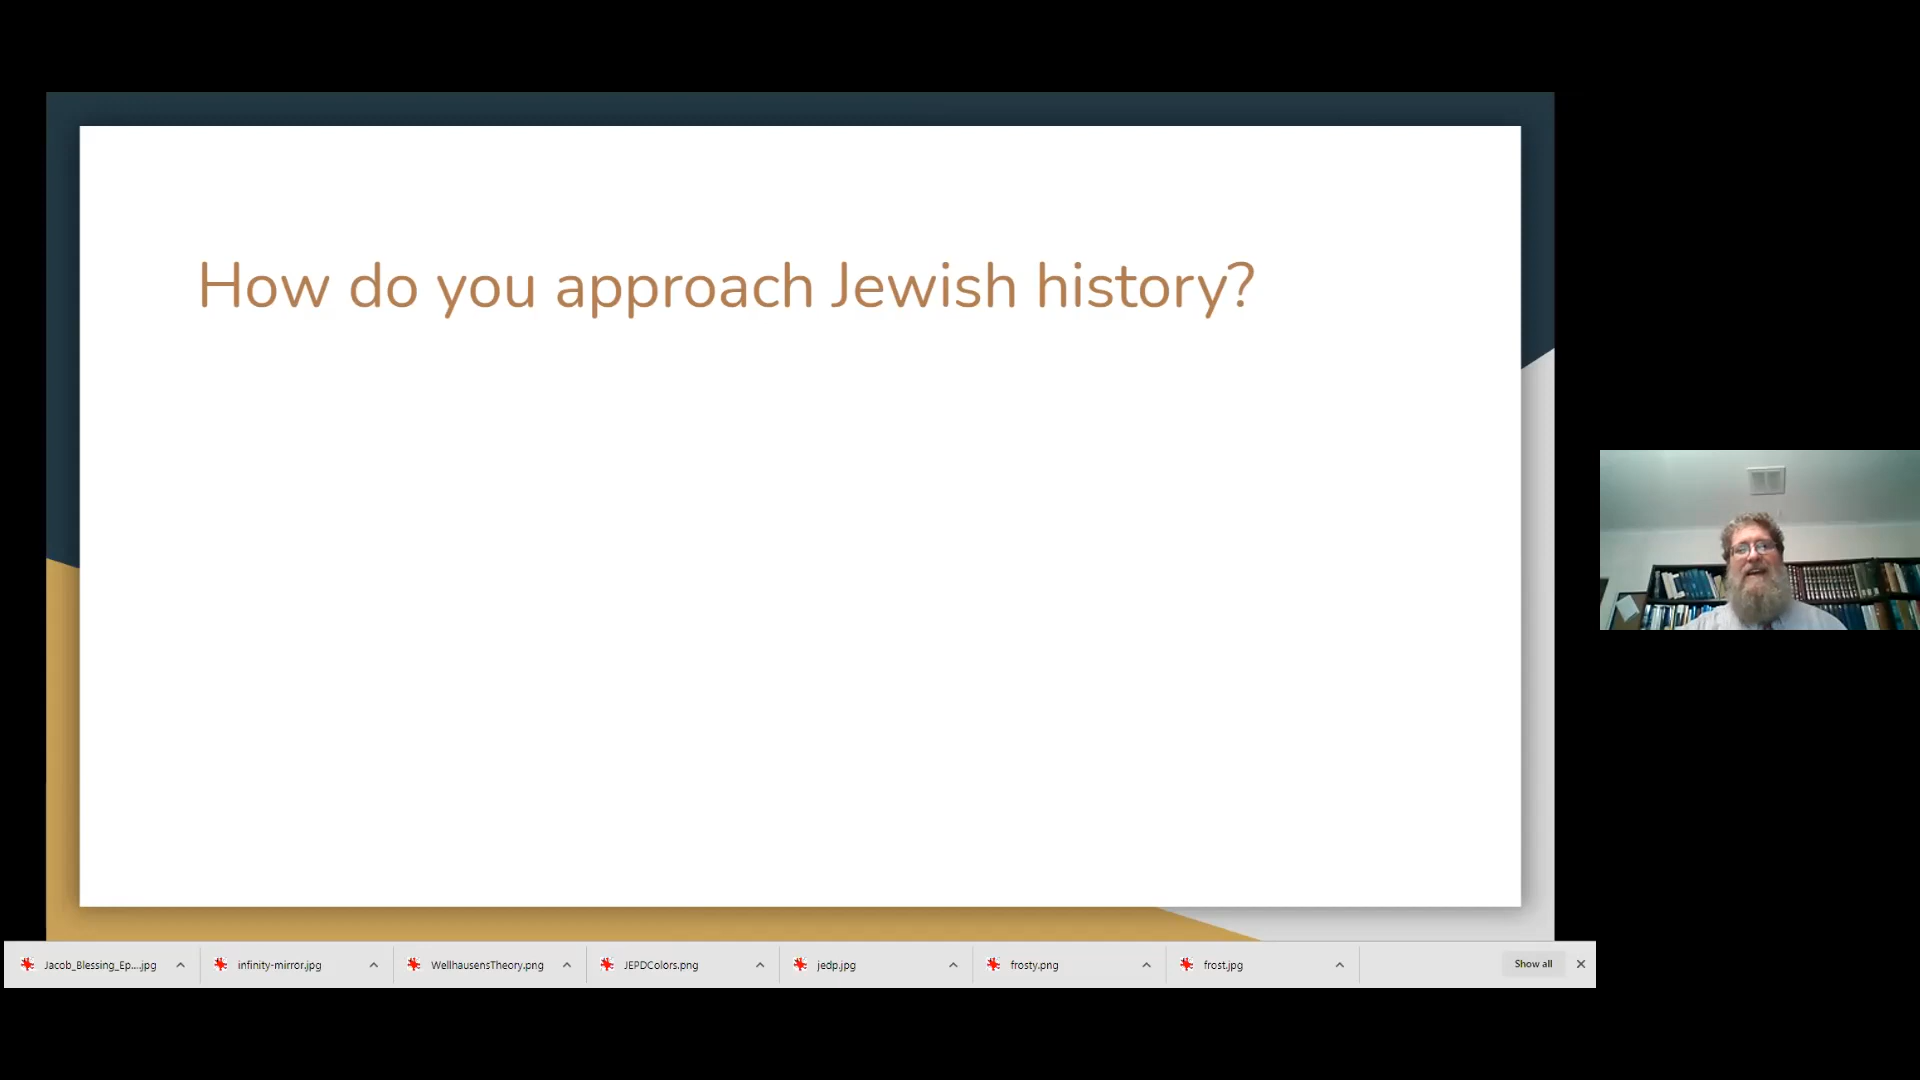 How do you approach Jewish history?
Jacob_Blessing_Ep....jpg
infinity-mirror.jpg
WellhausensTheory.png
JEPDColors.png
jedp.jpg
frosty.png
frost.jpg
Show all